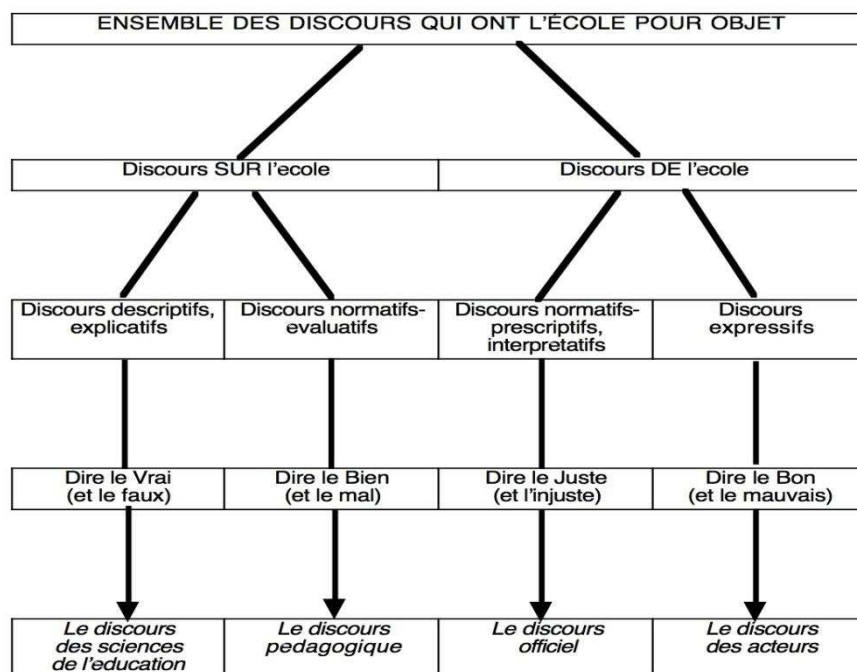 ENSEMBLE DES DISCOURS QUI ONT L'ÉCOLE POUR OBJET
Discours SUR l'ecole
Discours DE l'ecole
Discours descriptifs,
explicatifs
Discours normatifs-
evaluatifs
Discours normatifs-
prescriptifs,
interpretatifs
Discours
expressifs
Dire le Vrai
(et le faux)
Dire le Bien
(et le mal)
Dire le Juste
(et l'injuste)
Dire le Bon
(et le mauvais)
Le discours
des sciences
de l'education
Le discours
pedagogique
Le discours
officiel
Le discours
des acteurs